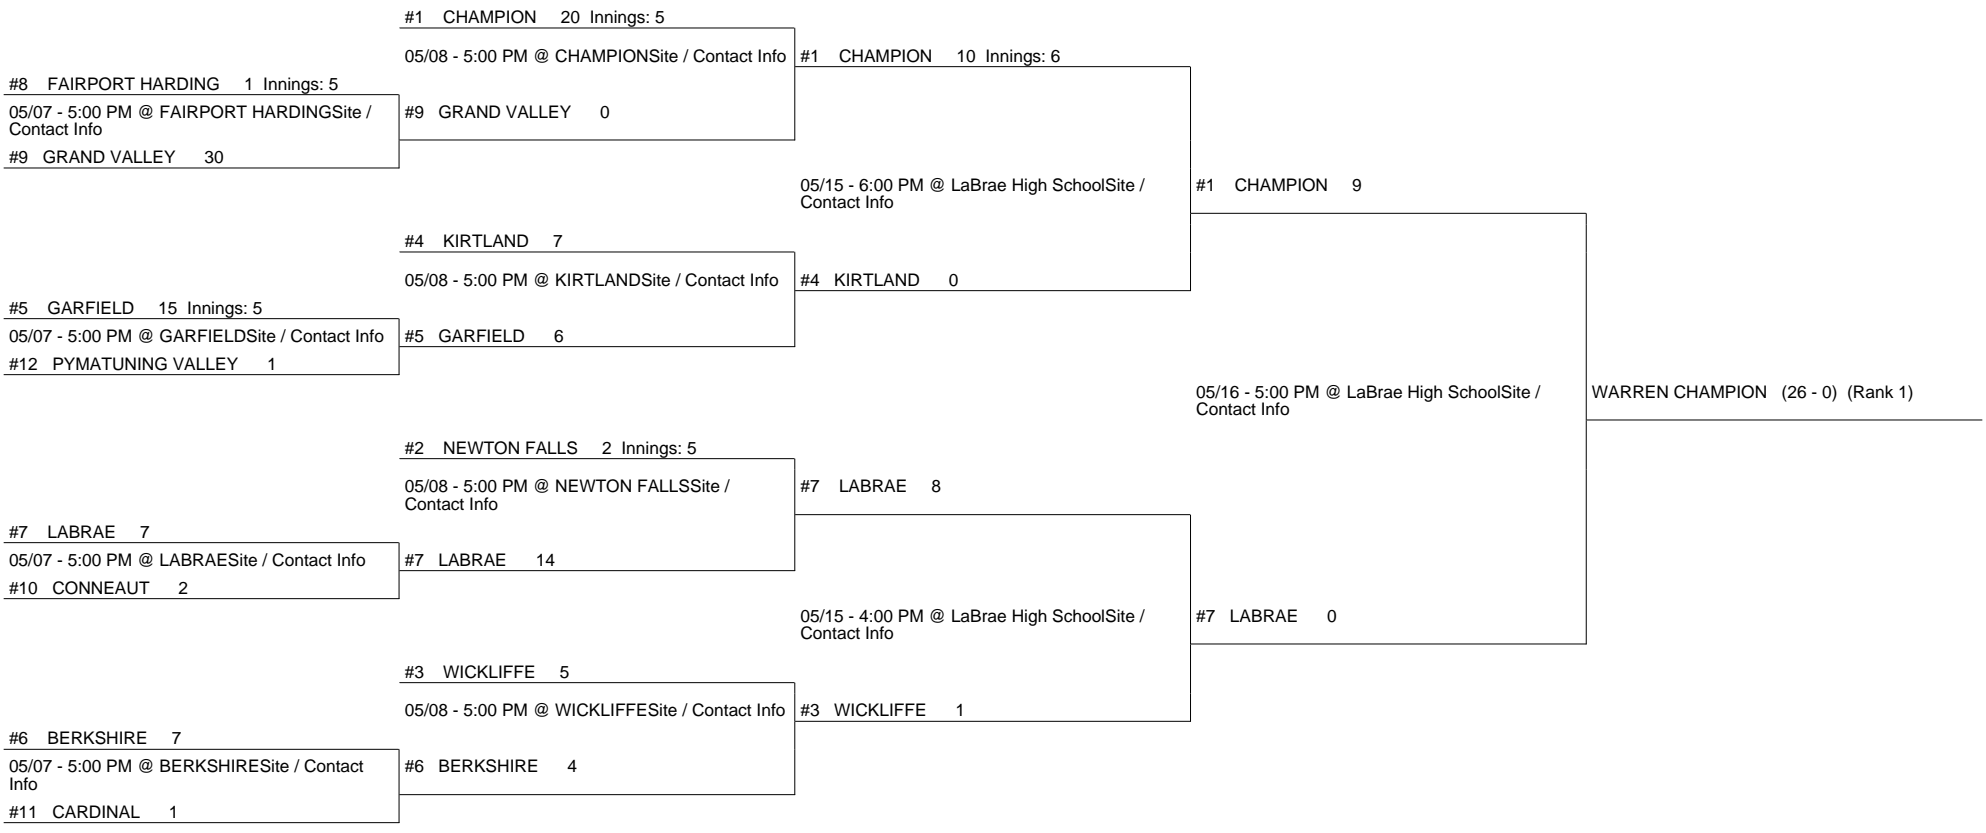 #1 CHAMPION 20 Innings: 5
05/08 - 5:00 PM @ CHAMPIONSite / Contact Info
#1 CHAMPION 10 Innings: 6
#8 FAIRPORT HARDING 1 Innings: 5
05/07 - 5:00 PM @ FAIRPORT HARDINGSite /
Contact Info
#9 GRAND VALLEY 0
#9 GRAND VALLEY 30
05/15 - 6:00 PM @ LaBrae High SchoolSite /
Contact Info
#1 CHAMPION 9
#4 KIRTLAND 7
05/08 - 5:00 PM @ KIRTLANDSite / Contact Info
#4 KIRTLAND 0
#5 GARFIELD 15 Innings: 5
05/07 - 5:00 PM @ GARFIELDSite / Contact Info
#5 GARFIELD 6
#12 PYMATUNING VALLEY 1
05/16 - 5:00 PM @ LaBrae High SchoolSite /
Contact Info
WARREN CHAMPION (26 - 0) (Rank 1)
#2 NEWTON FALLS 2 Innings: 5
05/08 - 5:00 PM @ NEWTON FALLSSite /
Contact Info
#7 LABRAE 8
#7 LABRAE 7
05/07 - 5:00 PM @ LABRAESite / Contact Info
#7 LABRAE 14
#10 CONNEAUT 2
05/15 - 4:00 PM @ LaBrae High SchoolSite /
Contact Info
#7 LABRAE 0
#3 WICKLIFFE 5
05/08 - 5:00 PM @ WICKLIFFESite / Contact Info
#3 WICKLIFFE 1
#6 BERKSHIRE 7
05/07 - 5:00 PM @ BERKSHIRESite / Contact
Info
#6 BERKSHIRE 4
#11 CARDINAL 1